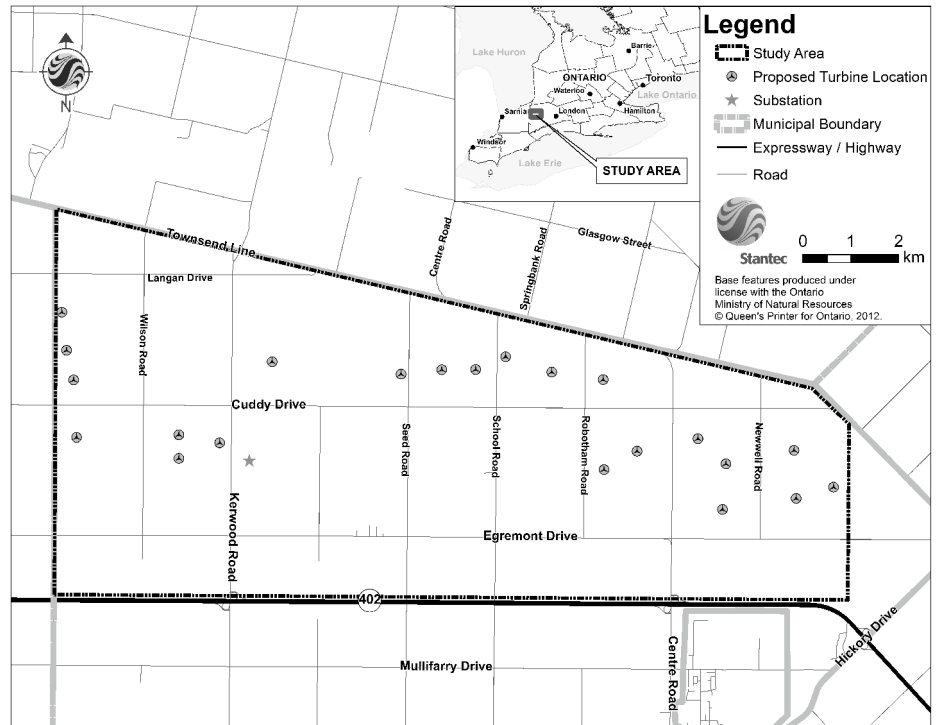 Legend
Study Area
Proposed Turbine Location
Substation
Municipal Boundary
Expressway / Highway
Road
Stantec
0 1 2
km
Base features produced under
license with the Ontario
Ministry of Natural Resources
© Queen's Printer for Ontario, 2012.
Lake Huron
Barrie
ONTARIO
Toronto
Waterloo
Lake Ontario
Sarnia
London
Hamilton
Windsor
Lake Erie
STUDY AREA
N
Townsend Line
Centre Road
Springbank Road
Glasgow Street
Langan Drive
Wilson Road
Cuddy Drive
Seed Road
School Road
Robotham Road
Newwell Road
Kerwood Road
Egremont Drive
402
Hickory Drive
Mullifarry Drive
Centre Road